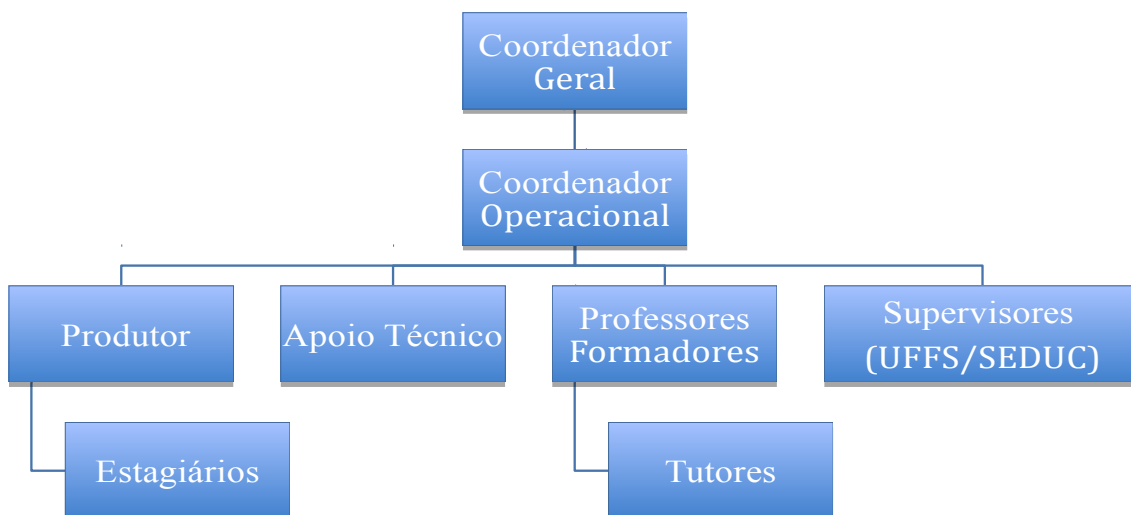 Coordenador
Geral
Coordenador
Operacional
Produtor
Apoio Técnico
Professores
Formadores
Supervisores
(UFFS/SEDUC)
Estagiários
Tutores